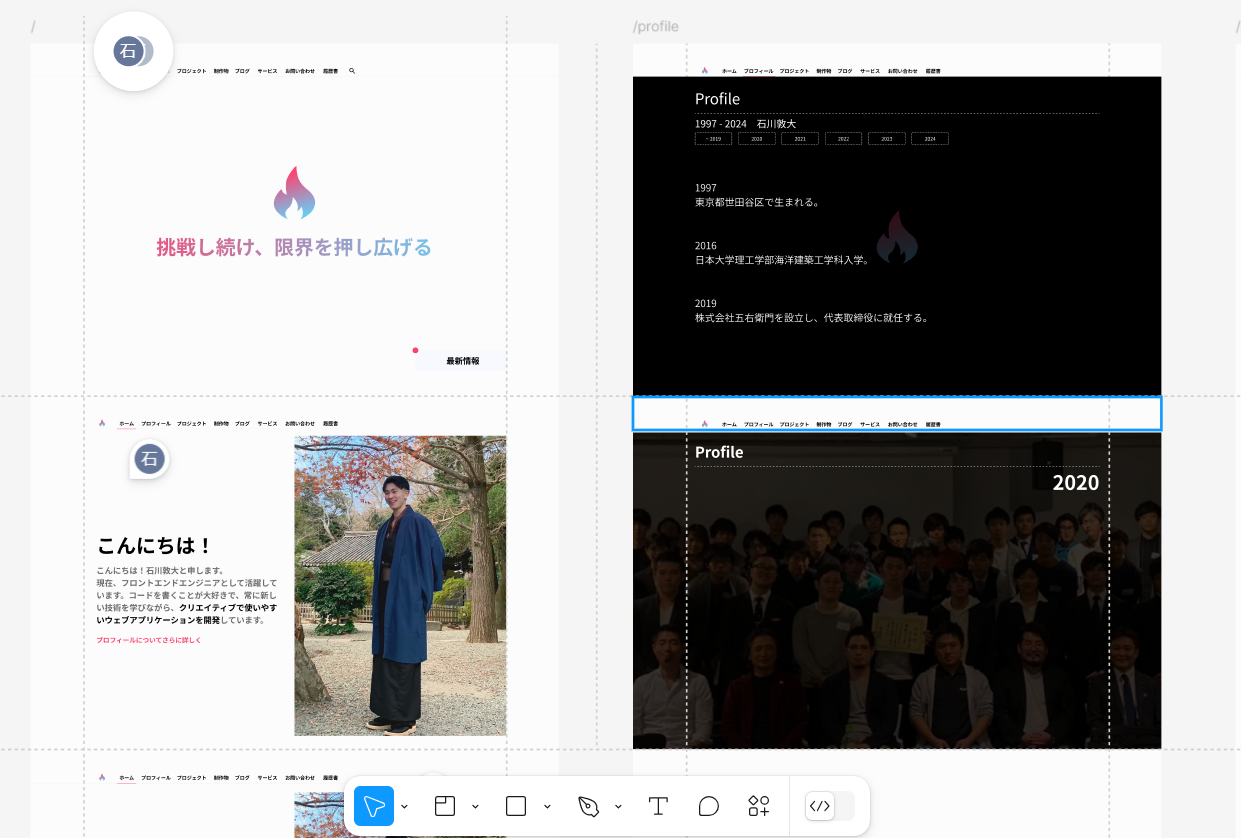 /
/profile
石
プロジェクト 制作物 ブログ サービス お問い合わせ 履歴書
挑戦し続け、限界を押し広げる
最新情報
ホーム プロフィール プロジェクト 制作物 ブログ サービス お問い合わせ 履歴書
Profile
1997 - 2024 石川敦大
~ 2019 2020 2021 2022 2023 2024
1997
東京都世田谷区で生まれる。
2016
日本大学理工学部海洋建築工学科入学。
2019
株式会社五右衛門を設立し、代表取締役に就任する。
ホーム プロフィール プロジェクト 制作物 ブログ サービス お問い合わせ 履歴書
石
こんにちは！
こんにちは！石川敦大と申します。
現在、フロントエンドエンジニアとして活躍して
います。コードを書くことが大好きで、常に新し
い技術を学びながら、クリエイティブで使いやす
いウェブアプリケーションを開発しています。
プロフィールについてさらに詳しく
ホーム プロフィール プロジェクト 制作物 ブログ サービス お問い合わせ 履歴書
Profile
2020
ホーム プロフィール プロジェクト 制作物 ブログ サービス お問い合わせ 履歴書